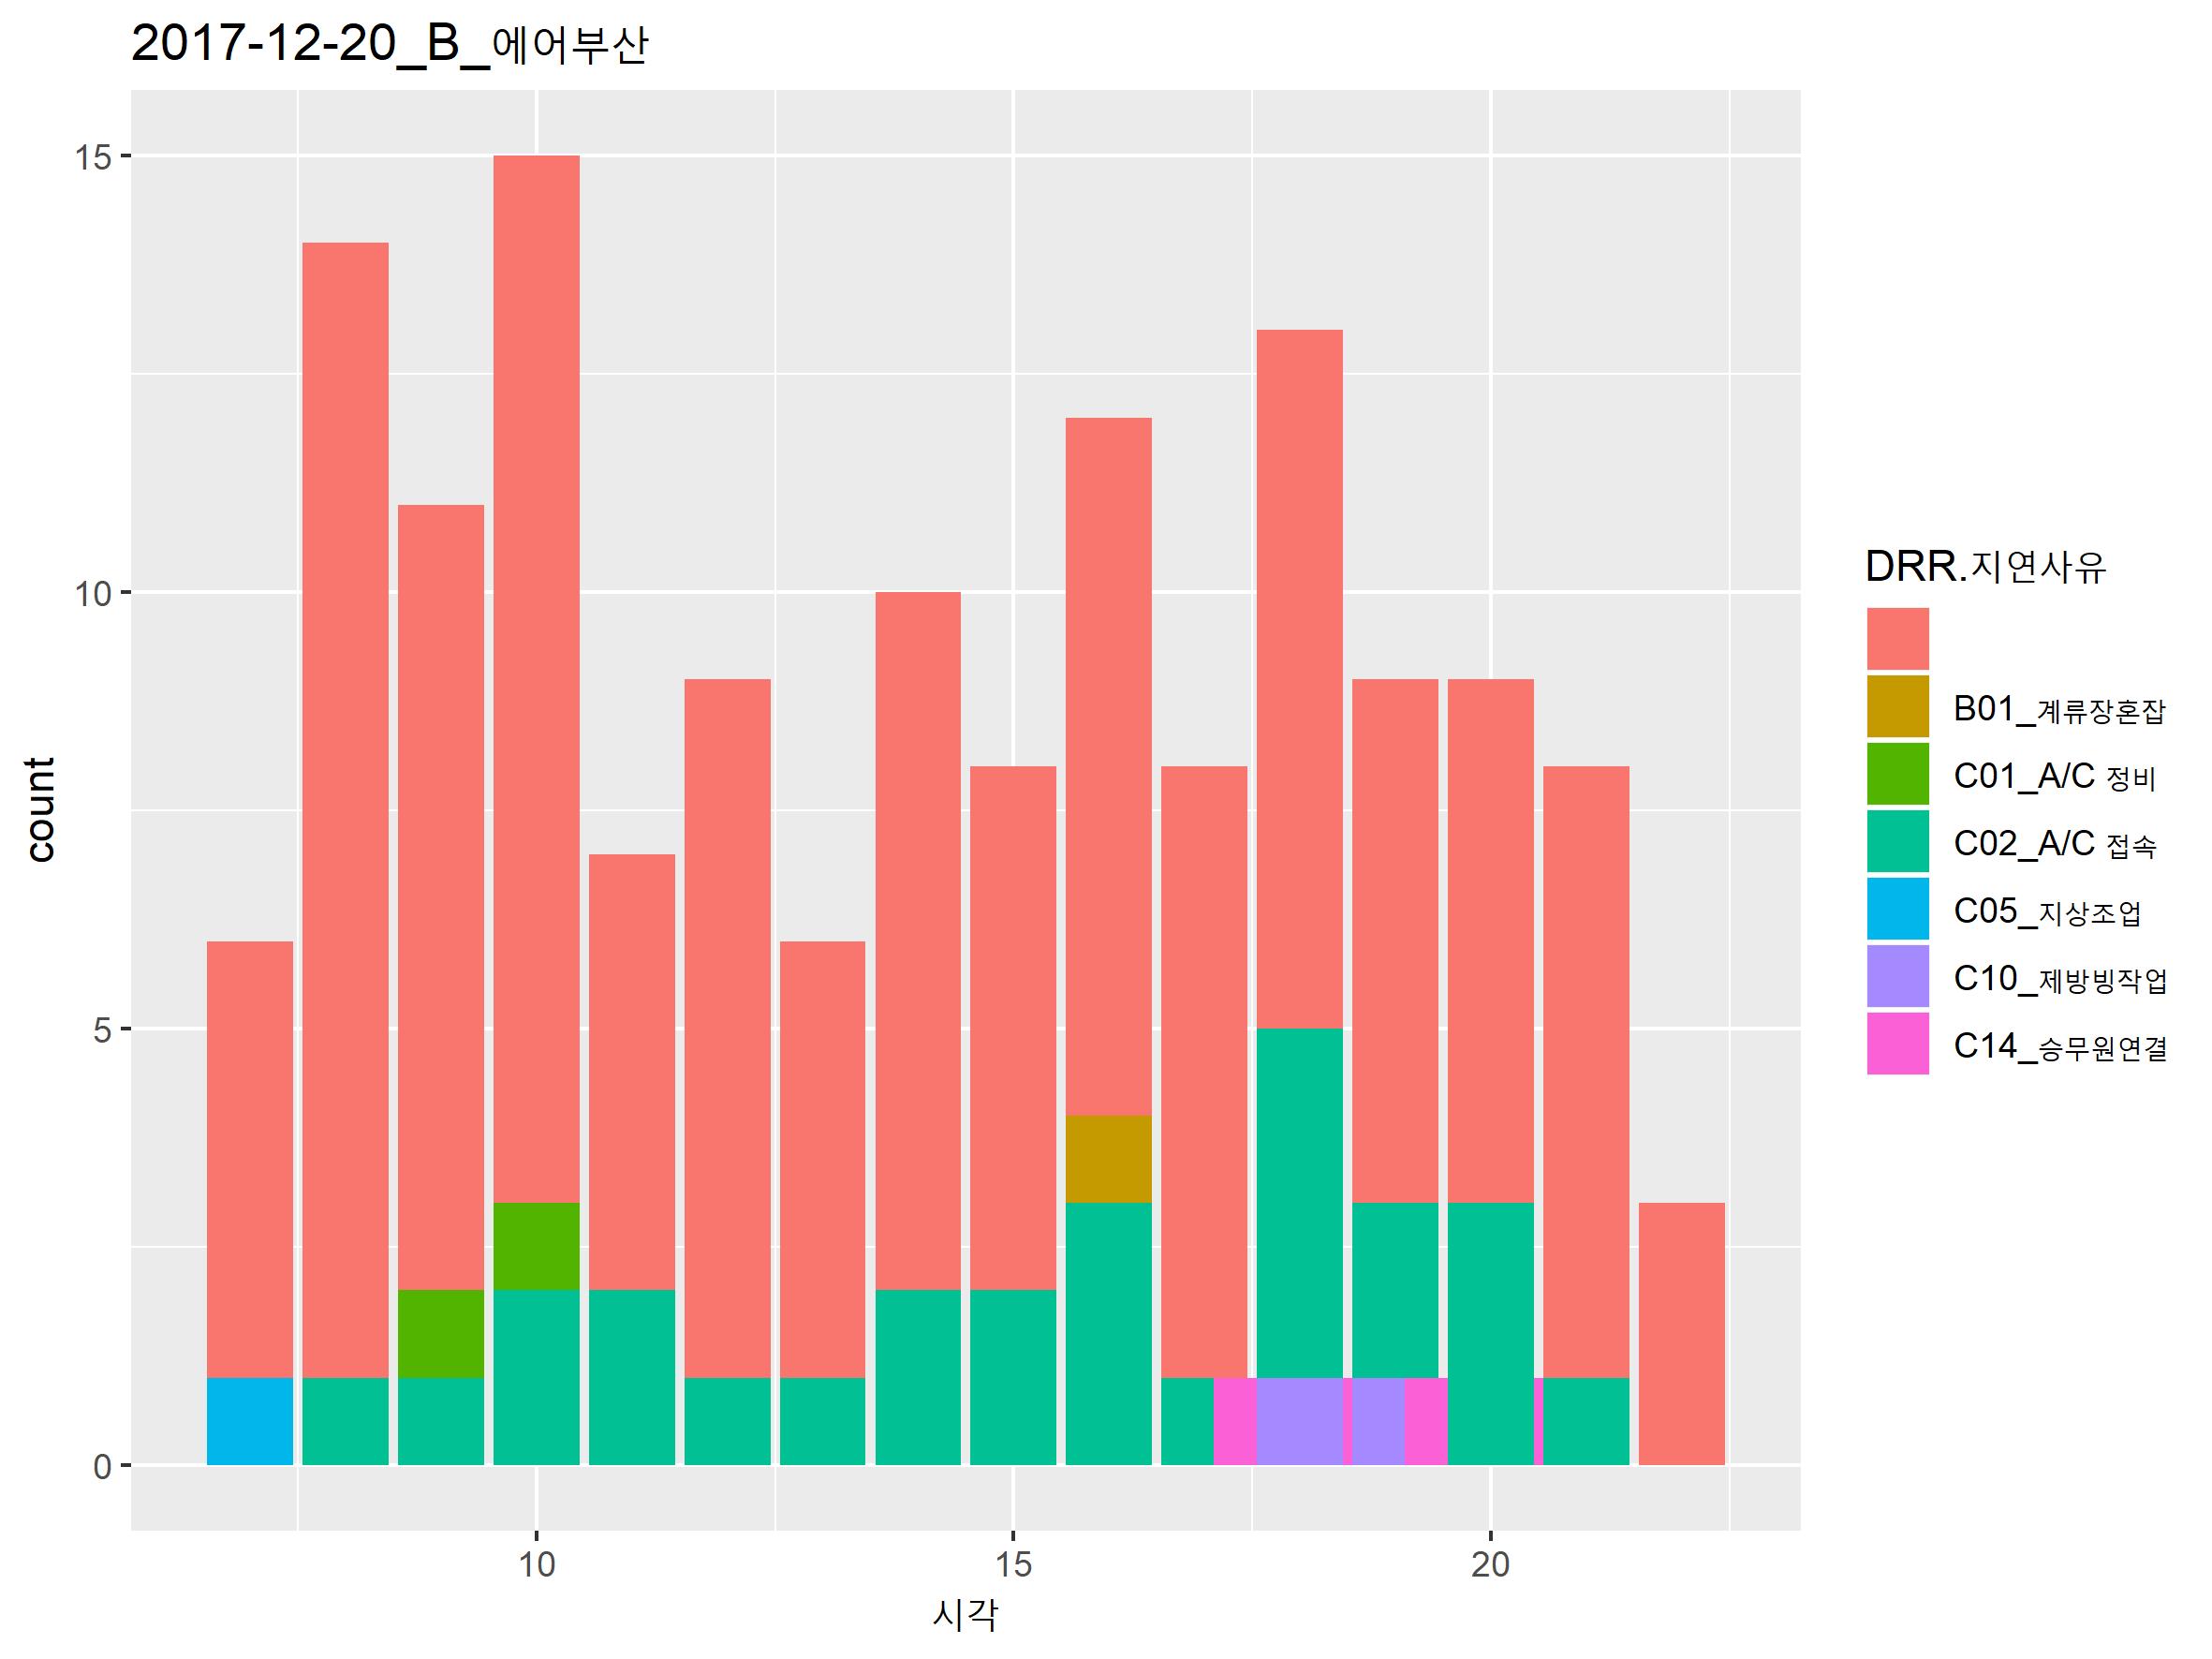 2017-12-20_B_에어부산
15
10
5
0
count
10
15
20
시각
DRR.지연사유
B01_계류장혼잡
C01_A/C 정비
C02_A/C 접속
C05_지상조업
C10_제방빙작업
C14_승무원연결